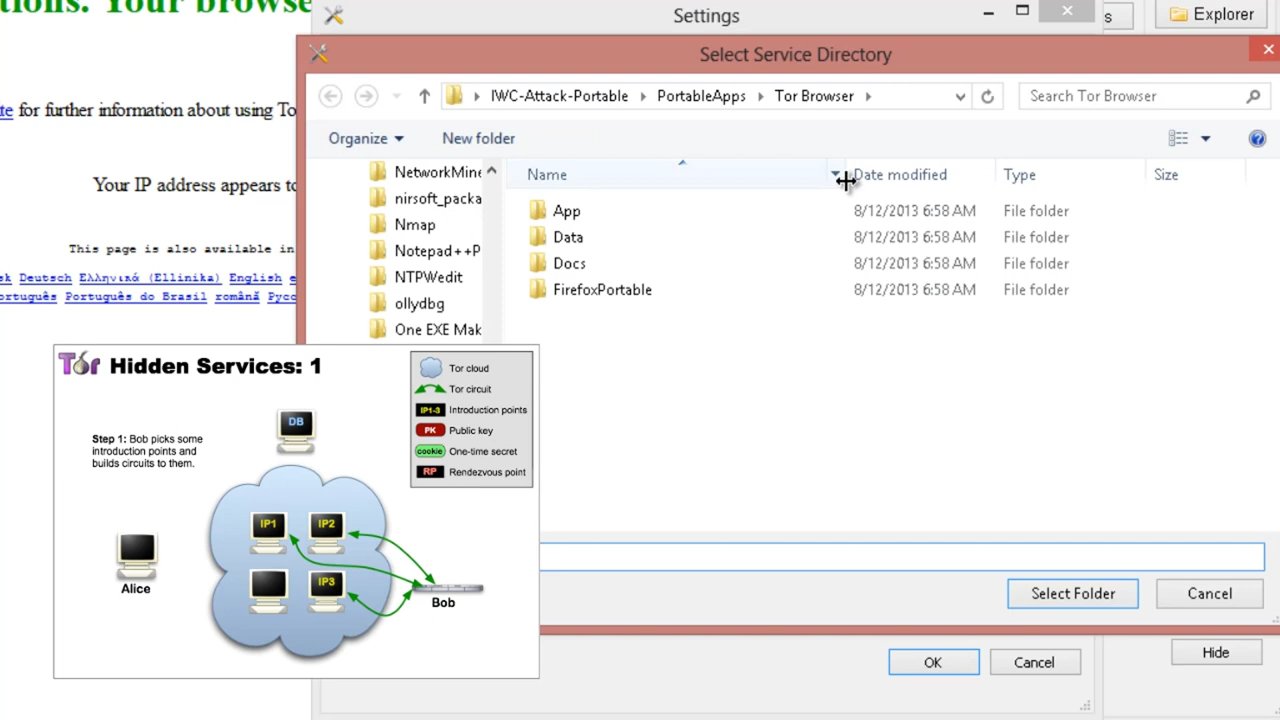 ations. Your browse
Settings
s
Explorer
Select Service Directory
IWC-Attack-Portable
PortableApps
Tor Browser
Search Tor Browser
te for further information about using To
Organize
New folder
Name
Date modified
Type
Size
NetworkMine
nirsoft_packa
Nmap
Notepad++P
NTPWedit
ollydbg
One EXE Mak
App 8/12/2013 6:58 AM File folder
Data 8/12/2013 6:58 AM File folder
Docs 8/12/2013 6:58 AM File folder
FirefoxPortable 8/12/2013 6:58 AM File folder
Your IP address appears to
This page is also available in
sk Deutsch Ελληνικά (Ellinika) English e
ortuguês Português do Brasil română Русс
Tor Hidden Services: 1
Tor cloud
Tor circuit
IP1-3 Introduction points
PK Public key
cookie One-time secret
RP Rendezvous point
DB
Step 1: Bob picks some
introduction points and
builds circuits to them.
IP1
IP2
IP3
Alice
Bob
Select Folder
Cancel
OK
Cancel
Hide